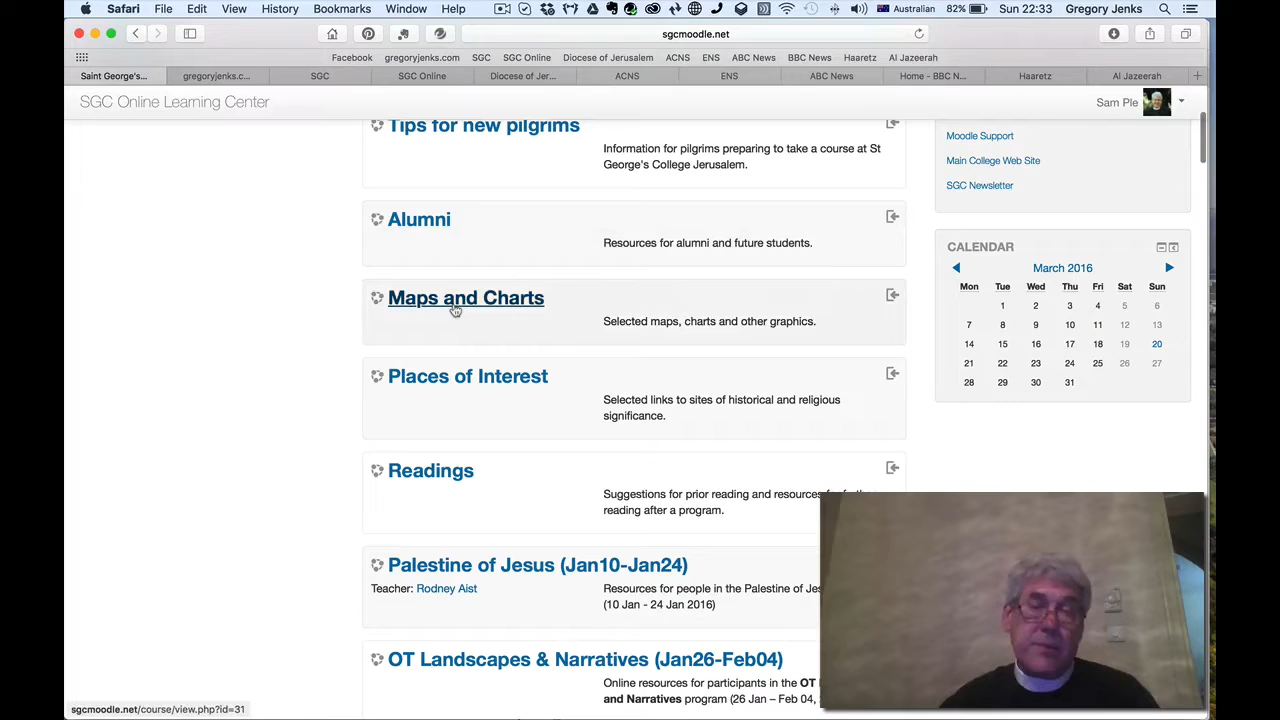 Safari File Edit View History Bookmarks Window Help Australian 82% Sun 22:33 Gregory Jenks
sgcmoodle.net
Facebook gregoryjenks.com SGC SGC Online Diocese of Jerusalem ACNS ENS ABC News BBC News Haaretz Al Jazeerah
Saint George's... gregoryjenks.c... SGC SGC Online Diocese of Jer... ACNS ENS ABC News Home - BBC N... Haaretz Al Jazeerah
SGC Online Learning Center Sam Ple
Tips for new pilgrims
Information for pilgrims preparing to take a course at St
George's College Jerusalem.
Alumni
Resources for alumni and future students.
Maps and Charts
Selected maps, charts and other graphics.
Places of Interest
Selected links to sites of historical and religious
significance.
Readings
Suggestions for prior reading and resources
reading after a program.
Palestine of Jesus (Jan10-Jan24)
Teacher: Rodney Aist
Resources for people in the Palestine of
(10 Jan - 24 Jan 2016)
OT Landscapes & Narratives (Jan26-Feb04)
Online resources for participants in the OT
and Narratives program (26 Jan – Feb 04,
Moodle Support
Main College Web Site
SGC Newsletter
CALENDAR
March 2016
Mon Tue Wed Thu Fri Sat Sun
1 2 3 4 5 6
7 8 9 10 11 12 13
14 15 16 17 18 19 20
21 22 23 24 25 26 27
28 29 30 31
sgcmoodle.net/course/view.php?id=31